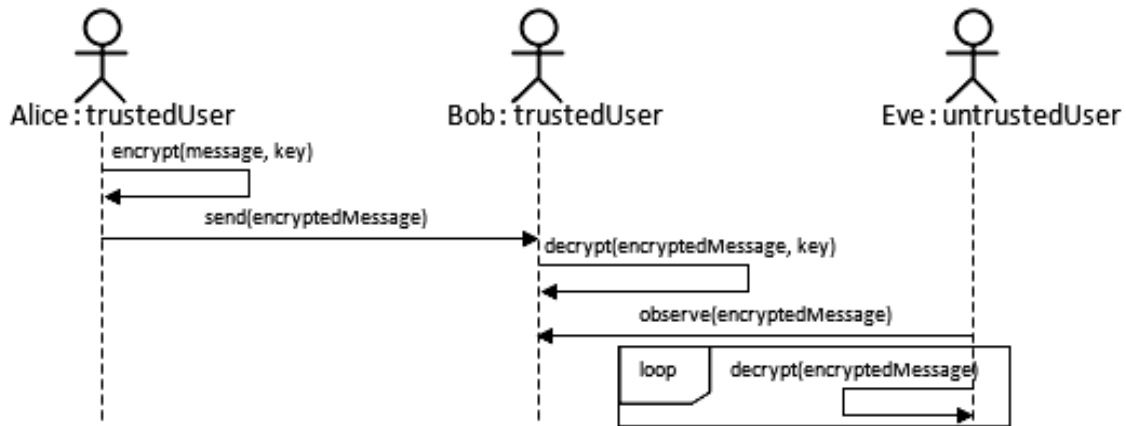 Alice:trustedUser
Bob:trustedUser
Eve:untrustedUser
encrypt(message, key)
send(encryptedMessage)
decrypt(encryptedMessage, key)
observe(encryptedMessage)
loop
decrypt(encryptedMessage)